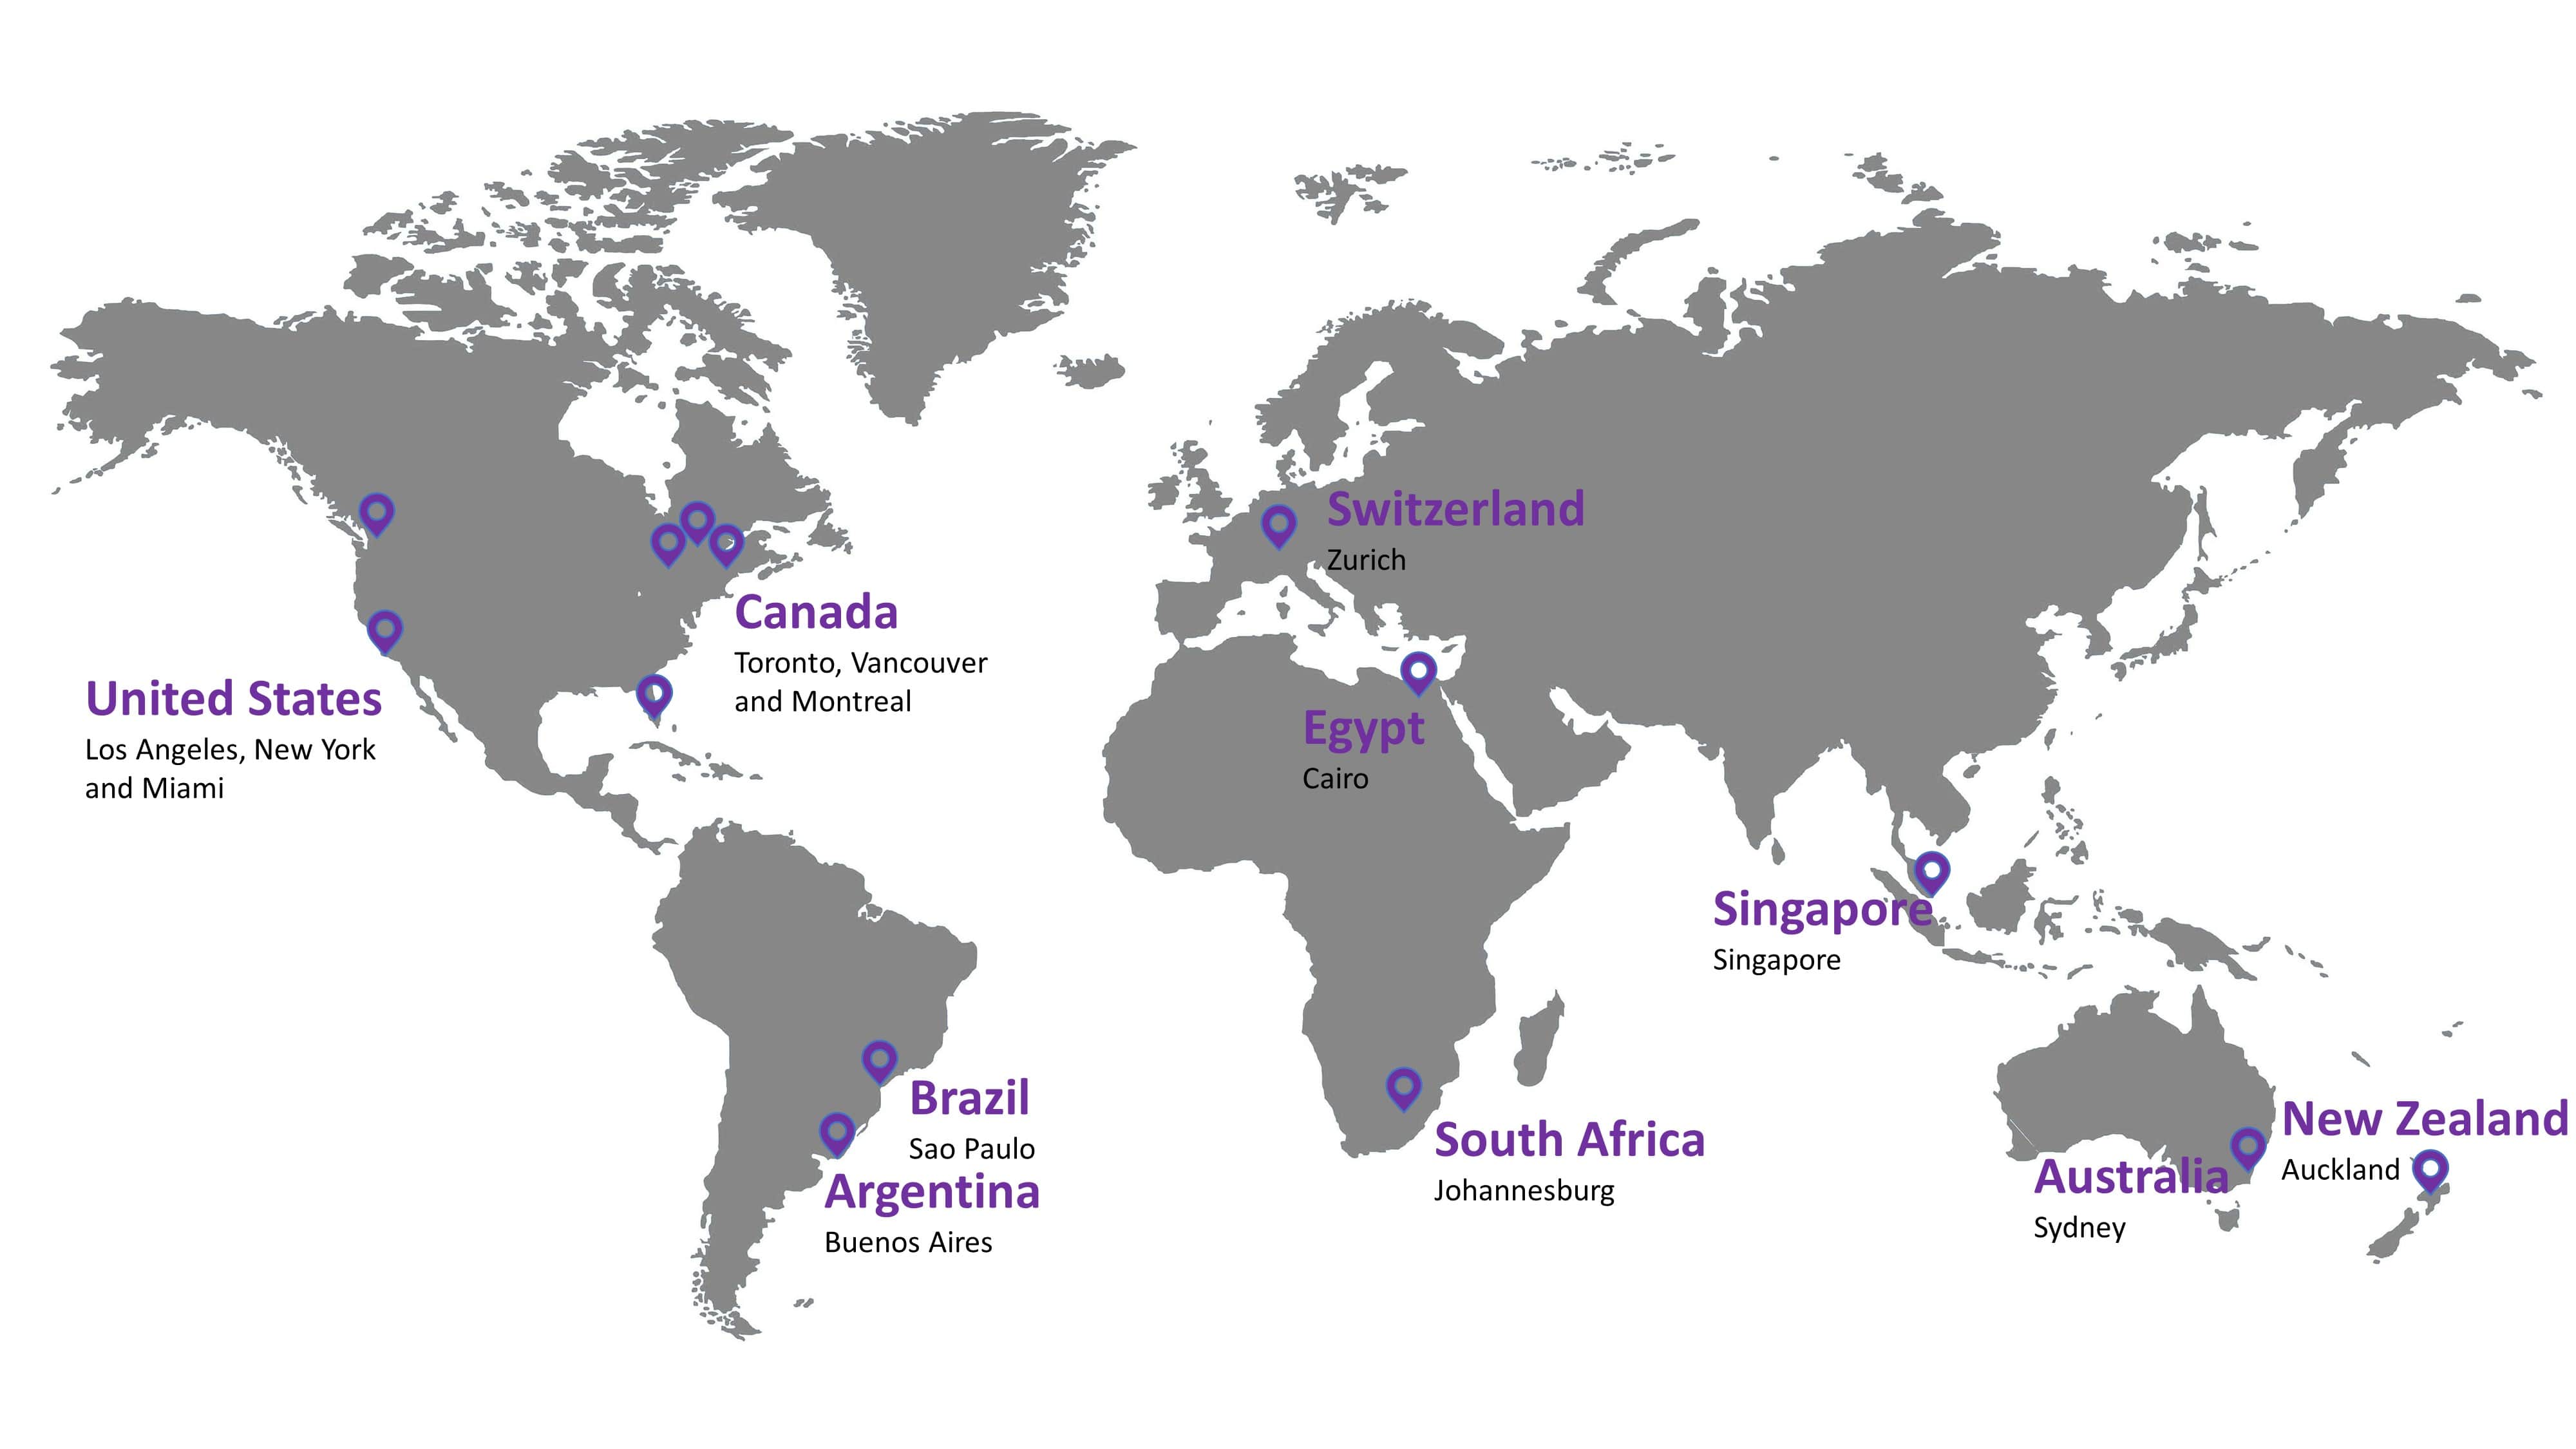 Switzerland
Zurich
Canada
Toronto, Vancouver
and Montreal
United States
Los Angeles, New York
and Miami
Egypt
Cairo
Singapore
Singapore
Brazil
Sao Paulo
Argentina
Buenos Aires
South Africa
Johannesburg
New Zealand
Auckland
Australia
Sydney